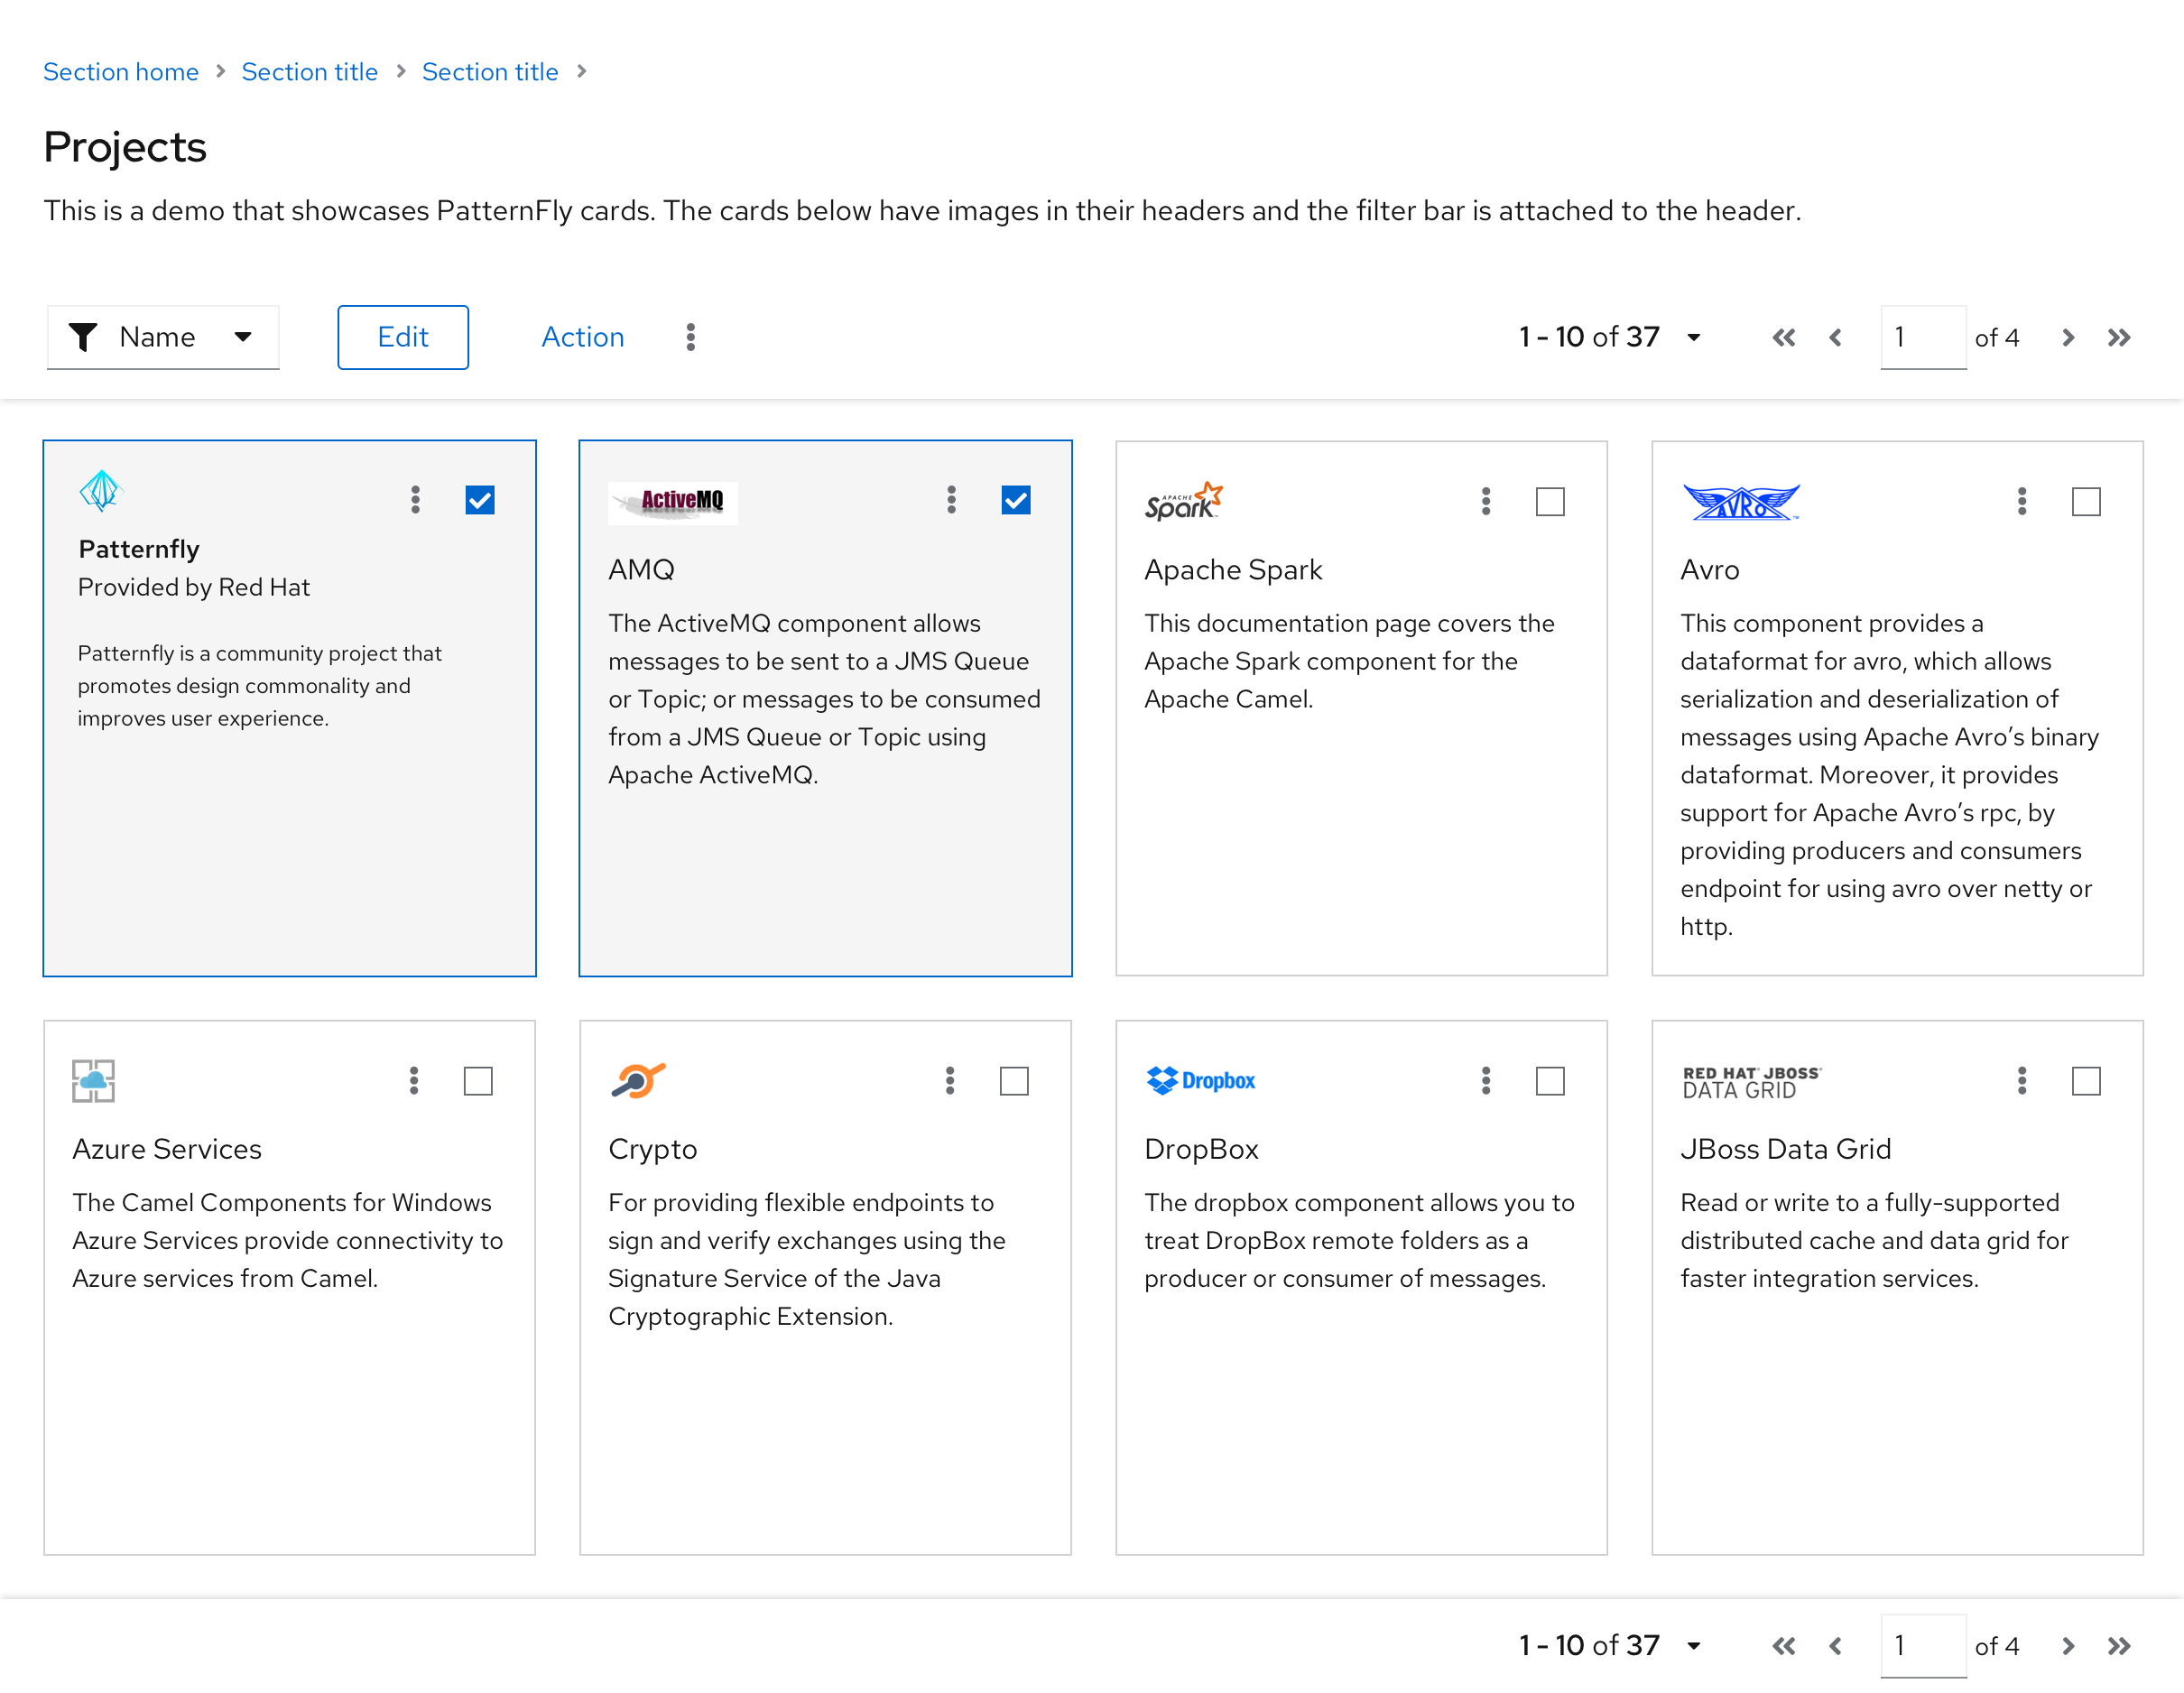 Section home Section title Section title
Projects
This is a demo that showcases PatternFly cards. The cards below have images in their headers and the filter bar is attached to the header.
Name Edit Action 1 - 10 of 37 1 of 4
Patternfly
Provided by Red Hat
Patternfly is a community project that
promotes design commonality and
improves user experience.
ActiveMQ
AMQ
The ActiveMQ component allows
messages to be sent to a JMS Queue
or Topic; or messages to be consumed
from a JMS Queue or Topic using
Apache ActiveMQ.
APACHE
Spark™
Apache Spark
This documentation page covers the
Apache Spark component for the
Apache Camel.
AVRO™
Avro
This component provides a
dataformat for avro, which allows
serialization and deserialization of
messages using Apache Avro’s binary
dataformat. Moreover, it provides
support for Apache Avro’s rpc, by
providing producers and consumers
endpoint for using avro over netty or
http.
Azure Services
The Camel Components for Windows
Azure Services provide connectivity to
Azure services from Camel.
Crypto
For providing flexible endpoints to
sign and verify exchanges using the
Signature Service of the Java
Cryptographic Extension.
Dropbox
DropBox
The dropbox component allows you to
treat DropBox remote folders as a
producer or consumer of messages.
RED HAT® JBOSS®
DATA GRID
JBoss Data Grid
Read or write to a fully-supported
distributed cache and data grid for
faster integration services.
1 - 10 of 37 1 of 4